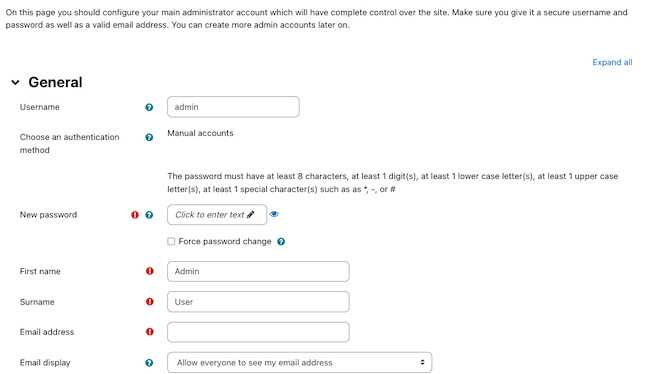 On this page you should configure your main administrator account which will have complete control over the site. Make sure you give it a secure username and
password as well as a valid email address. You can create more admin accounts later on.
Expand all
General
Username
admin
Choose an authentication
method
Manual accounts
The password must have at least 8 characters, at least 1 digit(s), at least 1 lower case letter(s), at least 1 upper case
letter(s), at least 1 special character(s) such as as *, -, or #
New password
Click to enter text
Force password change
First name
Admin
Surname
User
Email address
Email display
Allow everyone to see my email address